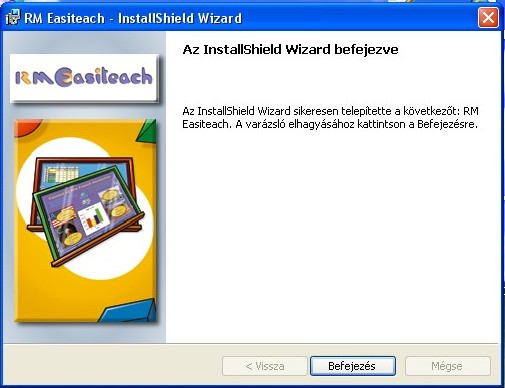 RM Easiteach - InstallShield Wizard
RM Easiteach
Az InstallShield Wizard befejezve
Az InstallShield Wizard sikeresen telepítette a következőt: RM
Easiteach. A varázsló elhagyásához kattintson a Befejezésre.
< Vissza
Befejezés
Mégse